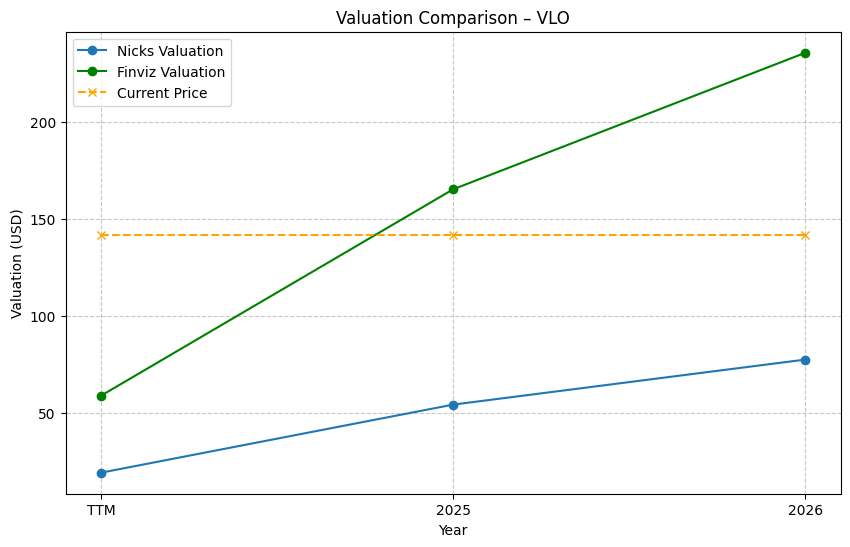 Valuation Comparison – VLO
Nicks Valuation
Finviz Valuation
Current Price
Valuation (USD)
200
150
100
50
TTM
2025
2026
Year